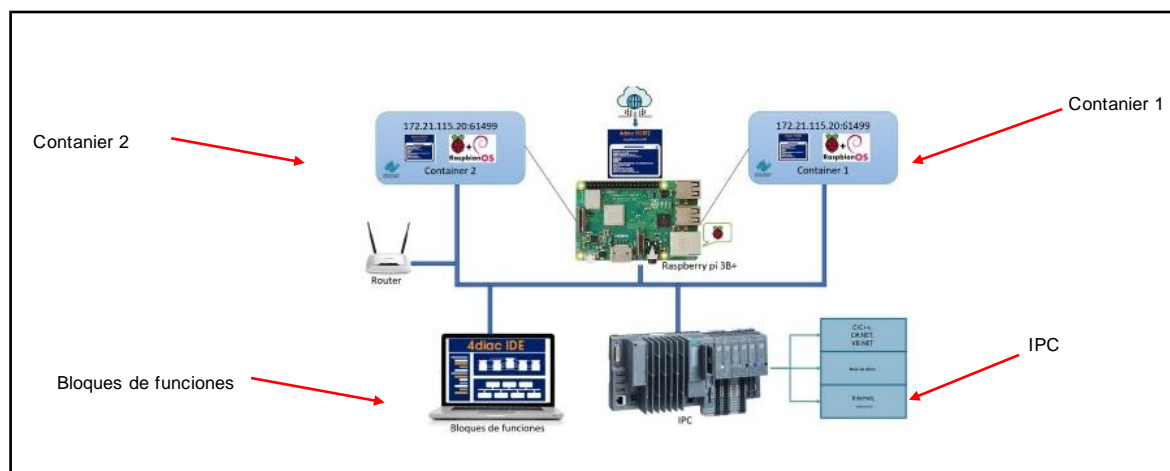 Contanier 2
Contanier 1
IPC
Bloques de funciones
172.21.115.20:61499
RaspbianOS
Container 2
4diac FORTE
172.21.115.20:61499
RaspbianOS
Container 1
Raspberry pi 3B+
Router
4diac IDE
Bloques de funciones
IPC
C/C++,
C#.NET,
VB.NET
Base de datos
Internet,